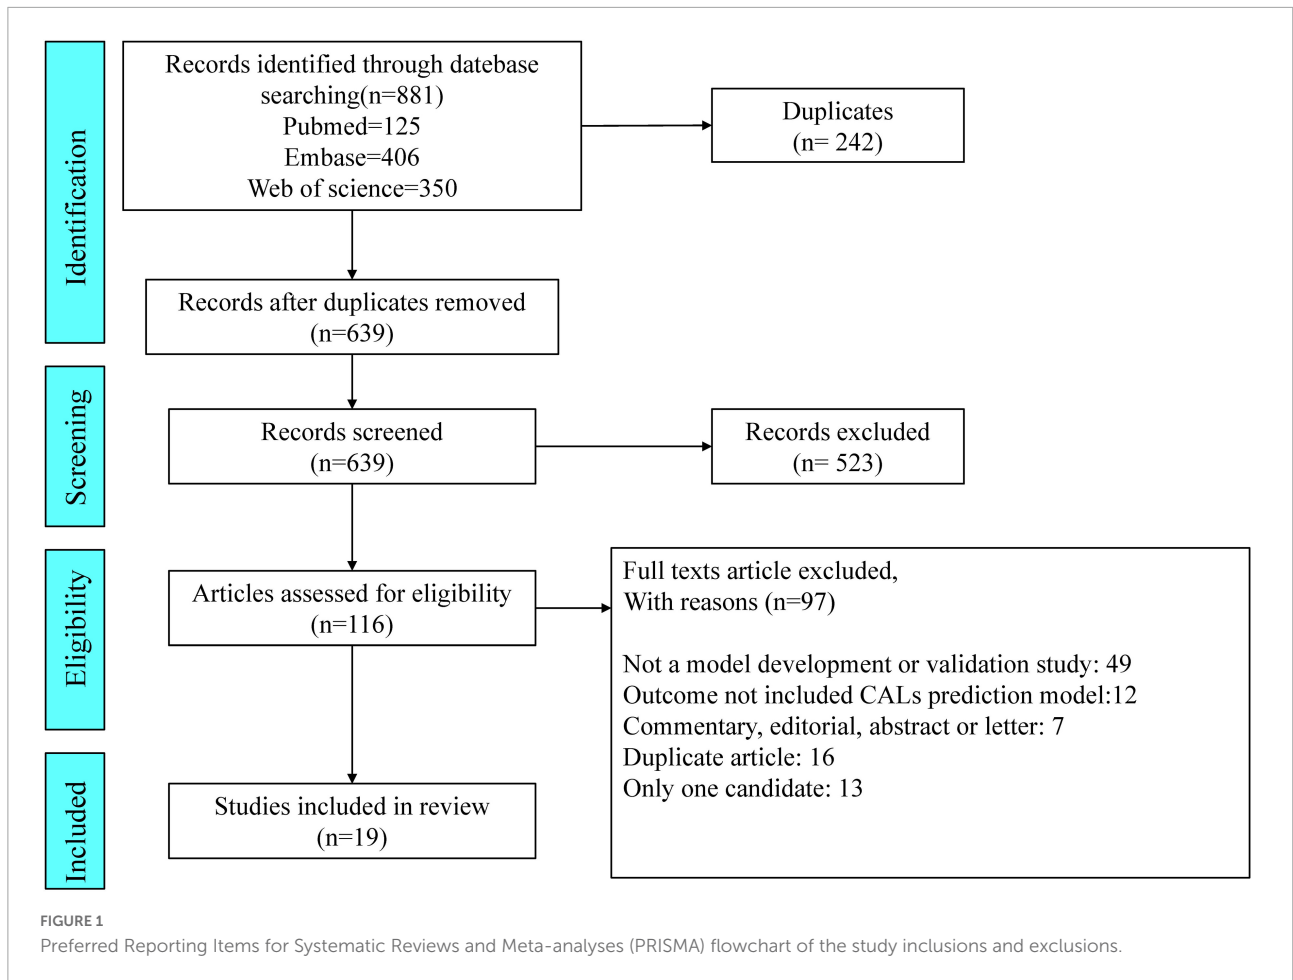 Identification
Records identified through datebase
searching(n=881)
Pubmed=125
Embase=406
Web of science=350
Duplicates
(n= 242)
Records after duplicates removed
(n=639)
Screening
Records screened
(n=639)
Records excluded
(n= 523)
Eligibility
Articles assessed for eligibility
(n=116)
Full texts article excluded,
With reasons (n=97)
Not a model development or validation study: 49
Outcome not included CALs prediction model:12
Commentary, editorial, abstract or letter: 7
Duplicate article: 16
Only one candidate: 13
Included
Studies included in review
(n=19)
FIGURE 1
Preferred Reporting Items for Systematic Reviews and Meta-analyses (PRISMA) flowchart of the study inclusions and exclusions.